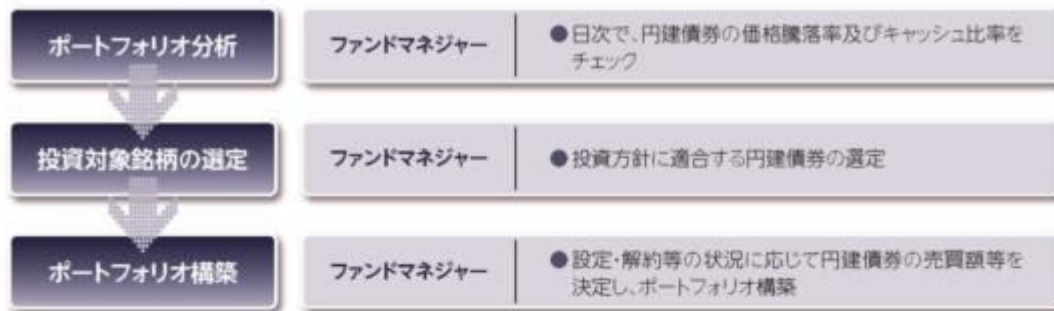 ポートフォリオ分析
ファンドマネジャー
●日次で、円建債券の価格騰落率及びキャッシュ比率を
チェック
投資対象銘柄の選定
ファンドマネジャー
●投資方針に適合する円建債券の選定
ポートフォリオ構築
ファンドマネジャー
●設定・解約等の状況に応じて円建債券の売買額等を
決定し、ポートフォリオ構築